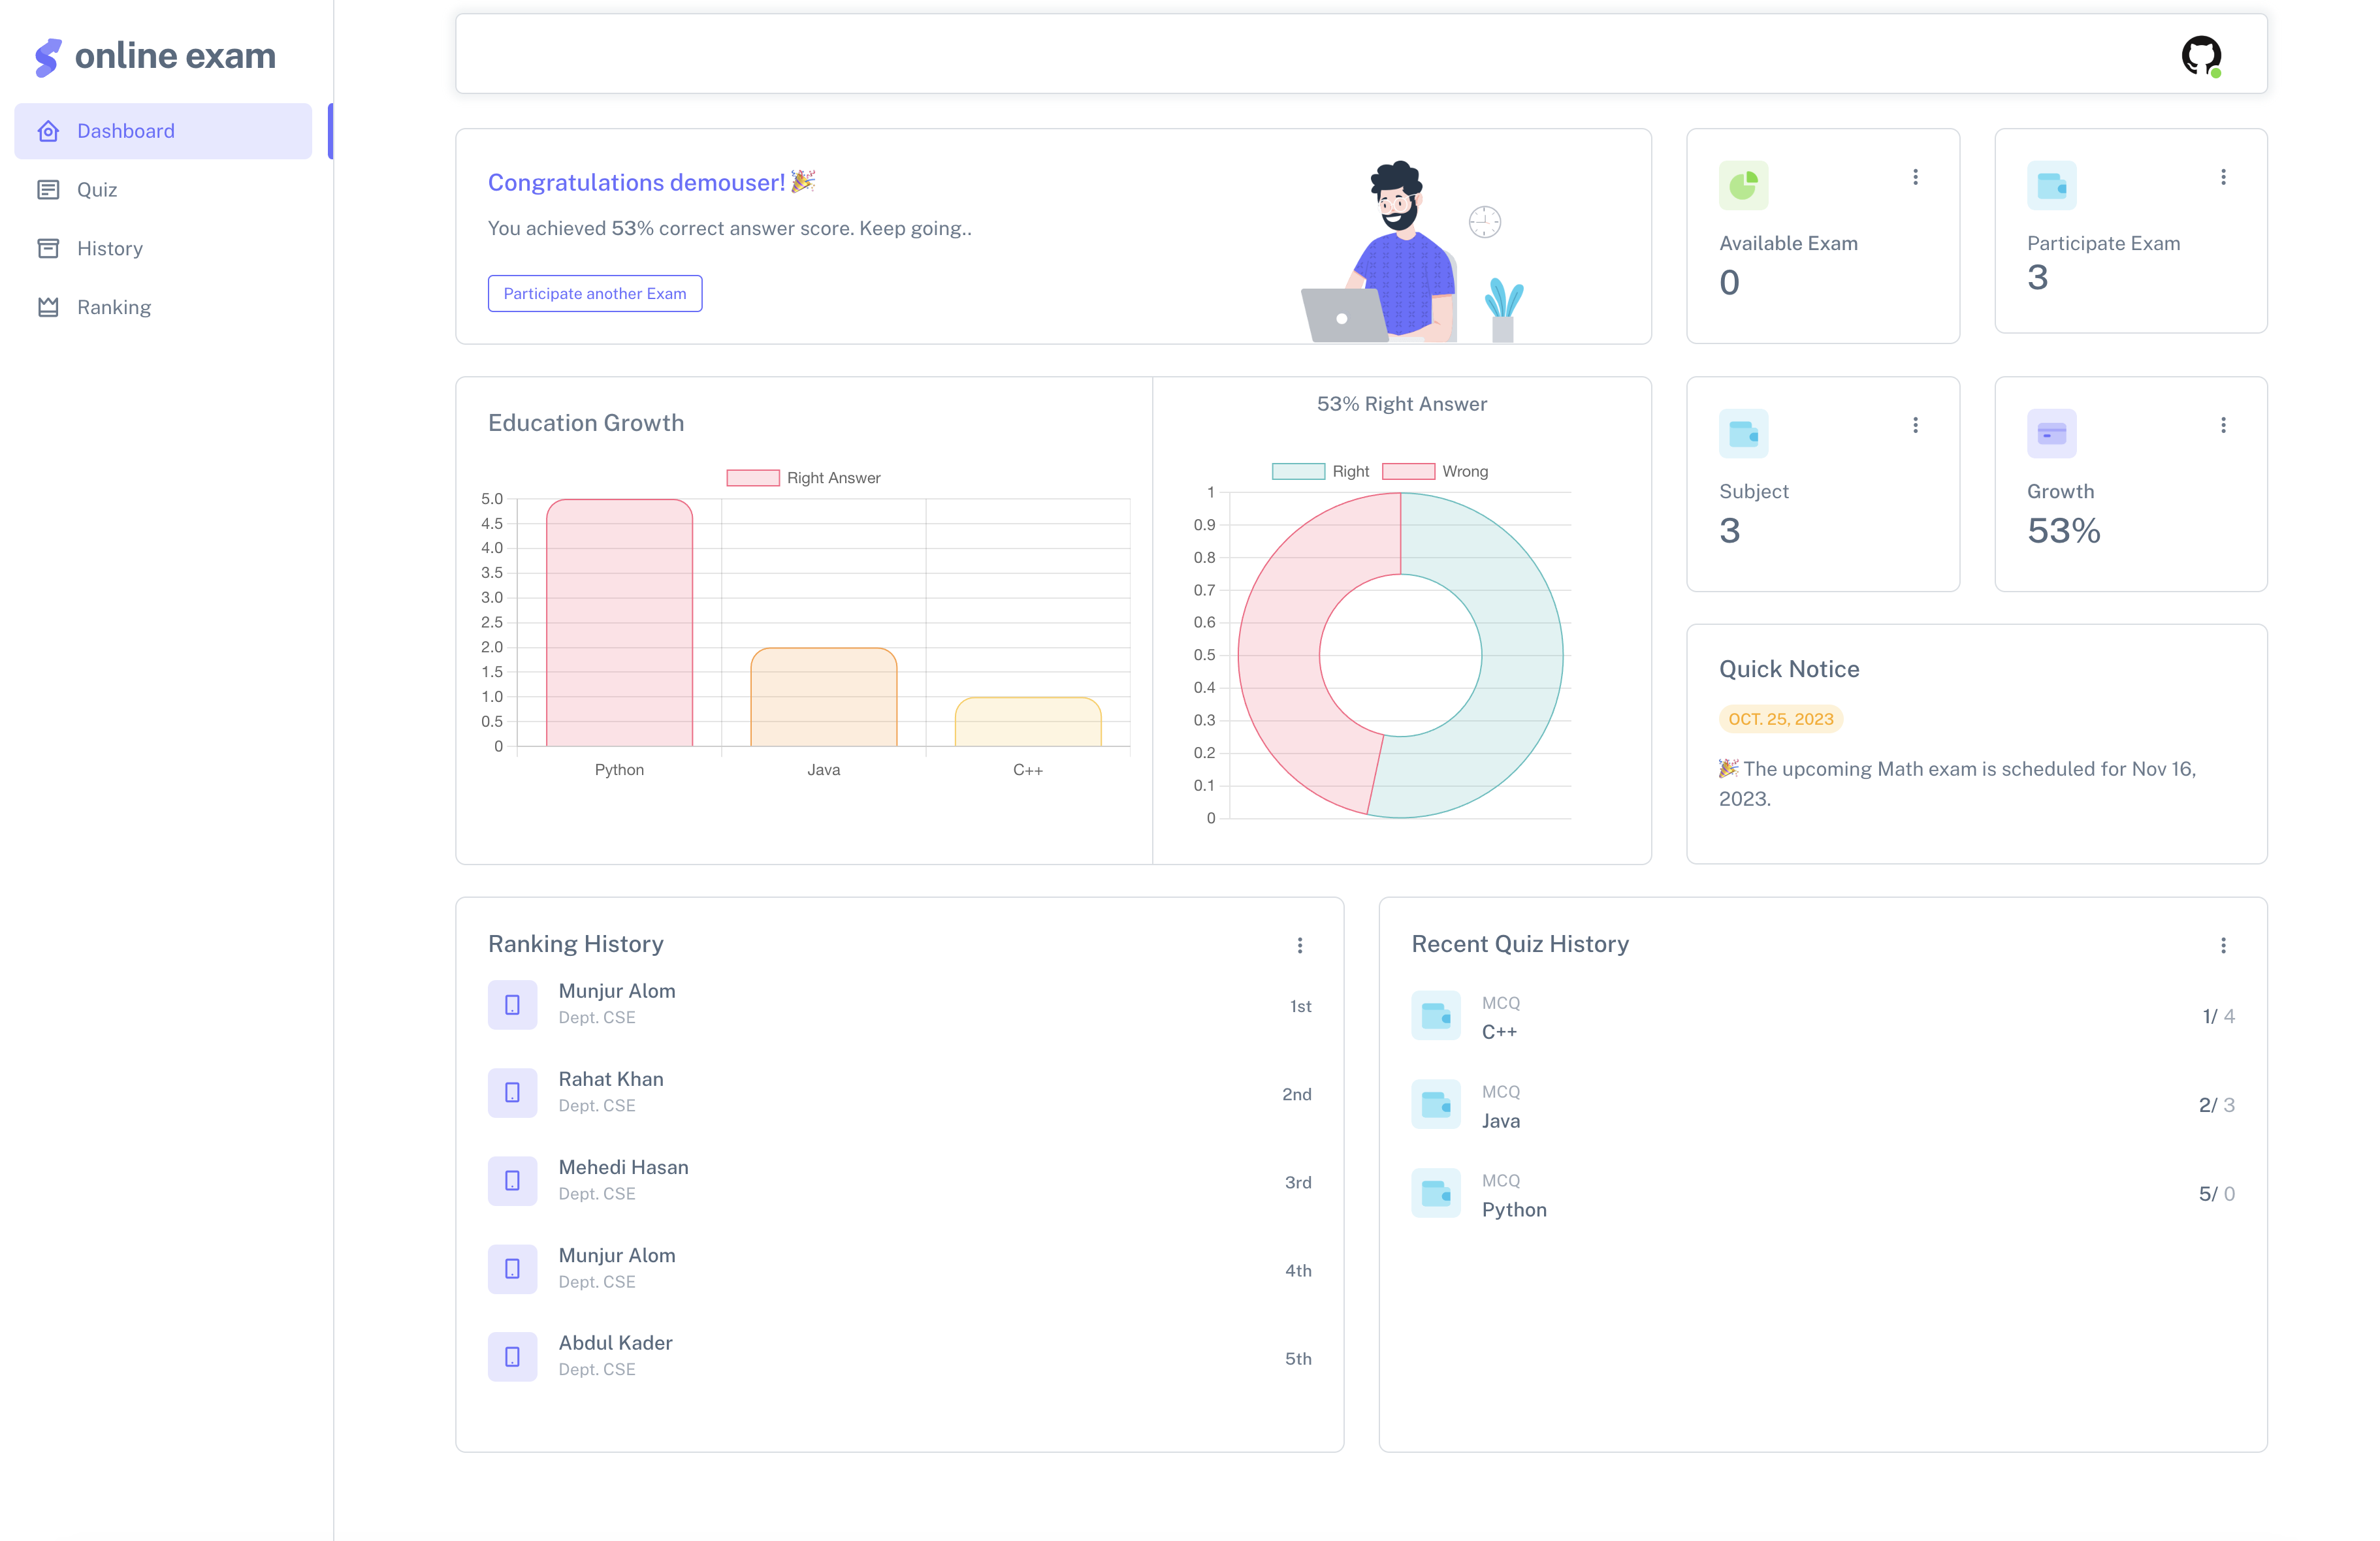 online exam
Dashboard
Quiz
History
Ranking
Congratulations demouser! 🎉
You achieved 53% correct answer score. Keep going..
Participate another Exam
Available Exam
0
Participate Exam
3
Education Growth
Right Answer
5.0
4.5
4.0
3.5
3.0
2.5
2.0
1.5
1.0
0.5
0
Python Java C++
53% Right Answer
Right Wrong
1
0.9
0.8
0.7
0.6
0.5
0.4
0.3
0.2
0.1
0
Subject
3
Growth
53%
Quick Notice
OCT. 25, 2023
🎉 The upcoming Math exam is scheduled for Nov 16,
2023.
Ranking History
Munjur Alom
Dept. CSE
1st
Rahat Khan
Dept. CSE
2nd
Mehedi Hasan
Dept. CSE
3rd
Munjur Alom
Dept. CSE
4th
Abdul Kader
Dept. CSE
5th
Recent Quiz History
MCQ
C++
1/ 4
MCQ
Java
2/ 3
MCQ
Python
5/ 0